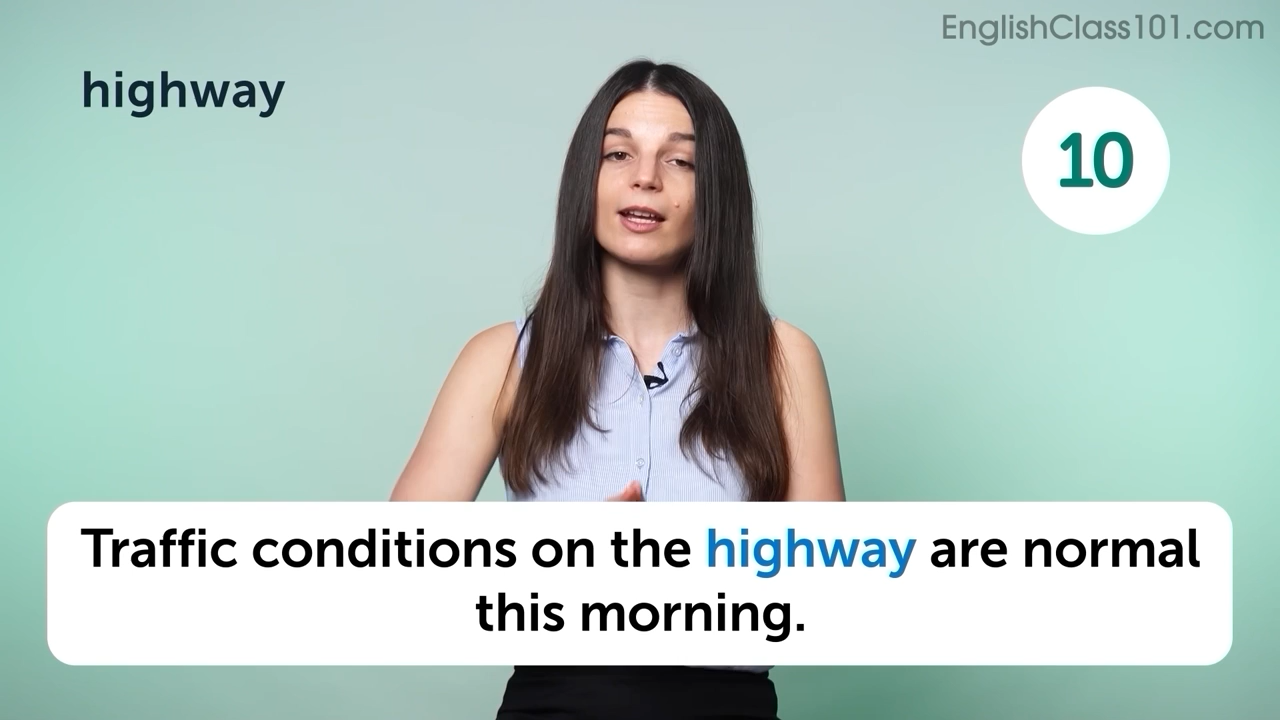 EnglishClass101.com
highway
10
Traffic conditions on the highway are normal
this morning.